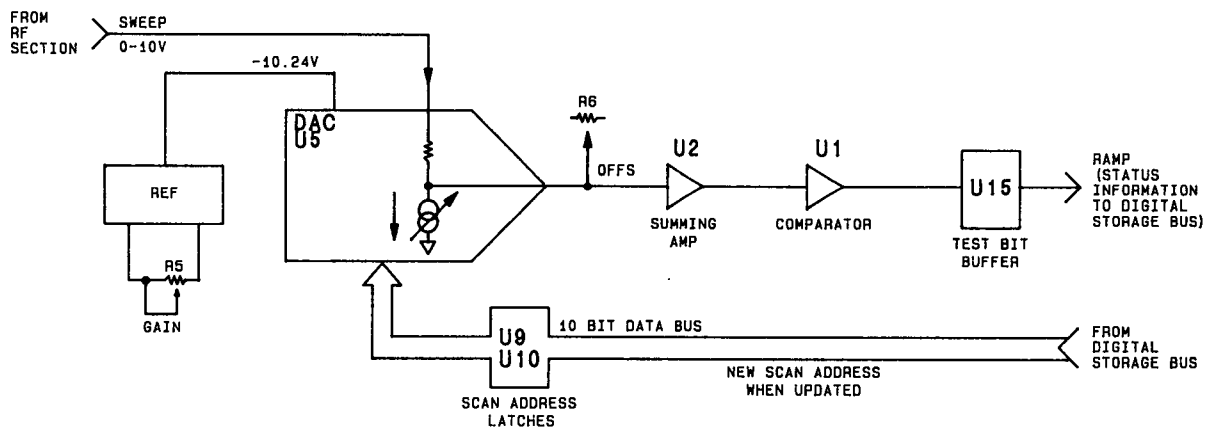 FROM
RF
SECTION
SWEEP
0-10V
-10.24V
REF
R5
GAIN
DAC
U5
R6
OFFS
U2
SUMMING
AMP
U1
COMPARATOR
U15
TEST BIT
BUFFER
RAMP
(STATUS
INFORMATION
TO DIGITAL
STORAGE BUS)
U9
U10
SCAN ADDRESS
LATCHES
10 BIT DATA BUS
NEW SCAN ADDRESS
WHEN UPDATED
FROM
DIGITAL
STORAGE BUS